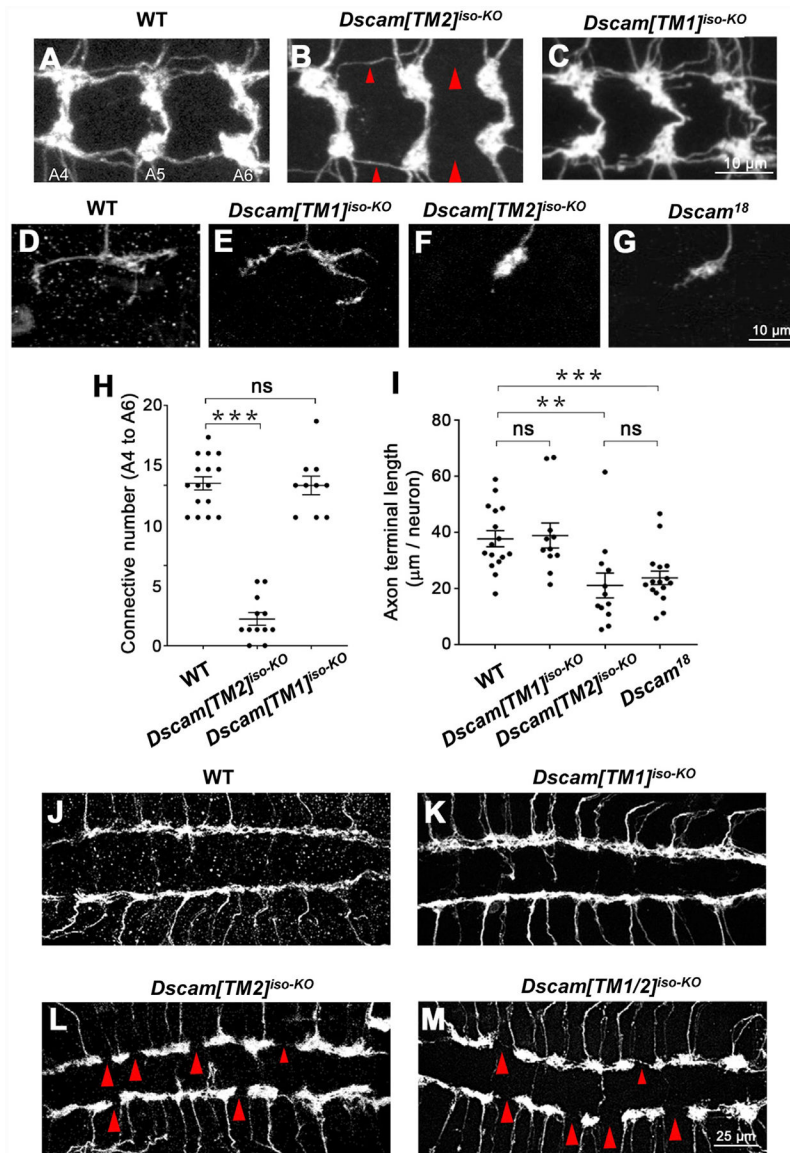 WT Dscam[TM2]iso-KO Dscam[TM1]iso-KO
A B C
A4 A5 A6 10 µm
WT Dscam[TM1]iso-KO Dscam[TM2]iso-KO Dscam18
D E F G
10 µm
H
ns
***
20
15
10
5
0
Connective number (A4 to A6)
WT
Dscam[TM2]iso-KO
Dscam[TM1]iso-KO
I
***
**
ns ns
80
60
40
20
0
Axon terminal length
(µm / neuron)
WT
Dscam[TM1]iso-KO
Dscam[TM2]iso-KO
Dscam18
WT Dscam[TM1]iso-KO
J K
Dscam[TM2]iso-KO Dscam[TM1/2]iso-KO
L M
25 µm